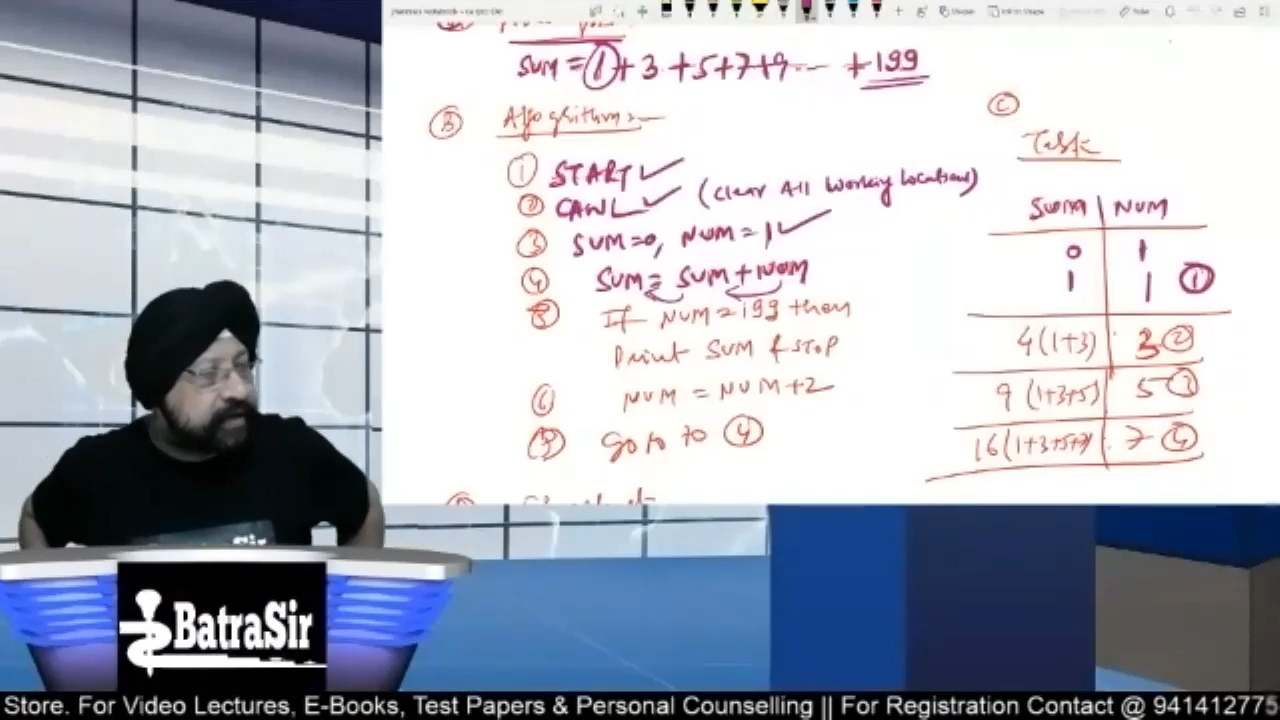 SUM = 1 + 3 + 5 + 7 + 9 ... + 199
B Algorithm :-
1 START ✓
2 CAWL ✓ (Clear All Working Locations)
3 SUM=0, NUM=1 ✓
4 SUM = SUM + NUM
5 If NUM = 199 then
Print SUM & STOP
6 NUM = NUM+2
7 Go to to 4
C
SUM | NUM
0 1
1 1 1
4 (1+3) 3 2
9 (1+3+5) 5 3
16 (1+3+5+7) 7 4
BatraSir
Store. For Video Lectures, E-Books, Test Papers & Personal Counselling || For Registration Contact @ 941412775